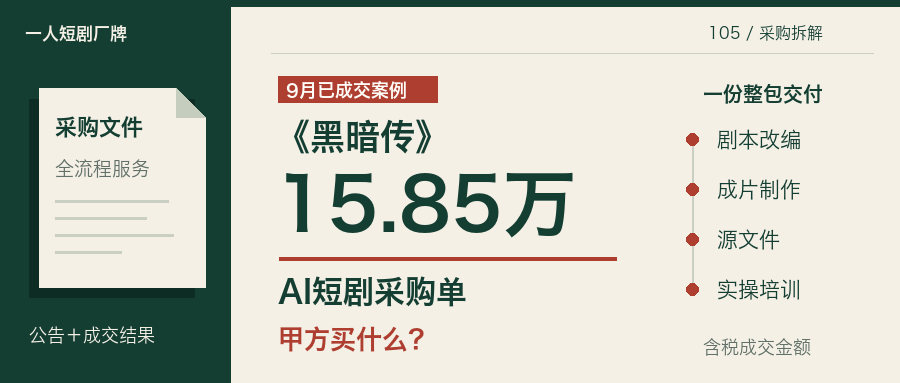 一人短剧厂牌
采购文件
全流程服务
公告＋成交结果
105 / 采购拆解
9月已成交案例
《黑暗传》
15.85万
AI短剧采购单
甲方买什么?
一份整包交付
剧本改编
成片制作
源文件
实操培训
含税成交金额